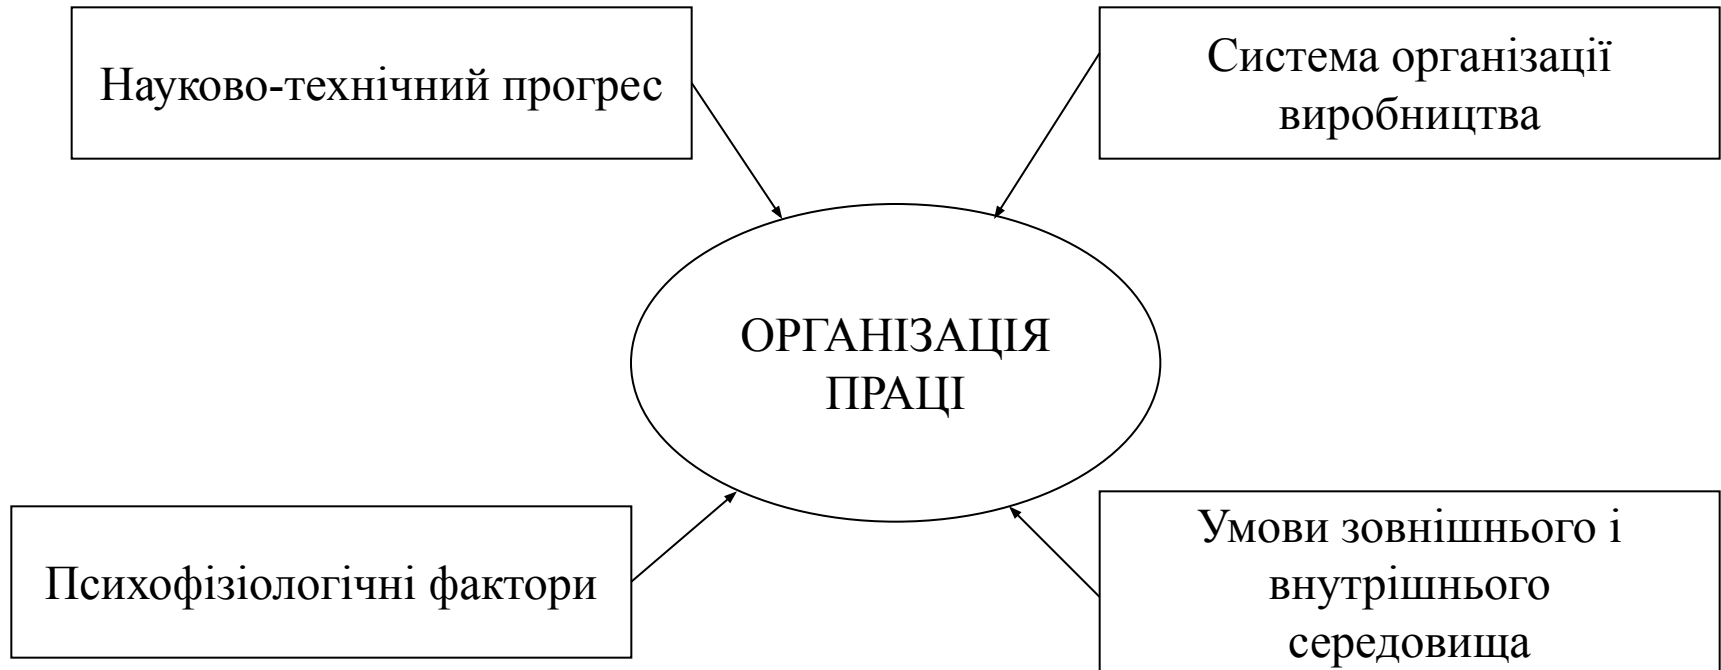 Науково-технічний прогрес
Система організації
виробництва
ОРГАНІЗАЦІЯ
ПРАЦІ
Психофізіологічні фактори
Умови зовнішнього і
внутрішнього
середовища